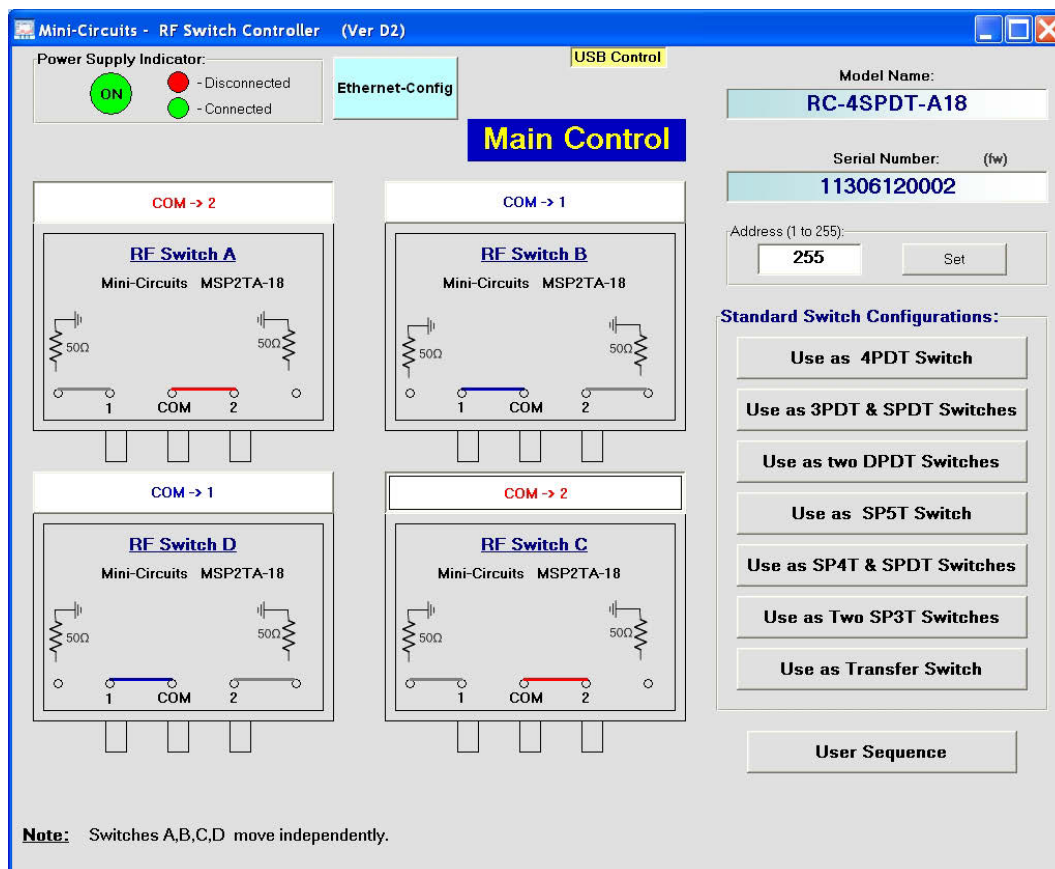 Mini-Circuits - RF Switch Controller (Ver D2)
Power Supply Indicator:
ON
- Disconnected
- Connected
Ethernet-Config
USB Control
Main Control
Model Name:
RC-4SPDT-A18
Serial Number: (fw)
11306120002
Address (1 to 255):
255 Set
COM -> 2
RF Switch A
Mini-Circuits MSP2TA-18
50Ω 50Ω
1 COM 2
COM -> 1
RF Switch B
Mini-Circuits MSP2TA-18
50Ω 50Ω
1 COM 2
COM -> 1
RF Switch D
Mini-Circuits MSP2TA-18
50Ω 50Ω
1 COM 2
COM -> 2
RF Switch C
Mini-Circuits MSP2TA-18
50Ω 50Ω
1 COM 2
Standard Switch Configurations:
Use as 4PDT Switch
Use as 3PDT & SPDT Switches
Use as two DPDT Switches
Use as SP5T Switch
Use as SP4T & SPDT Switches
Use as Two SP3T Switches
Use as Transfer Switch
User Sequence
Note: Switches A,B,C,D move independently.